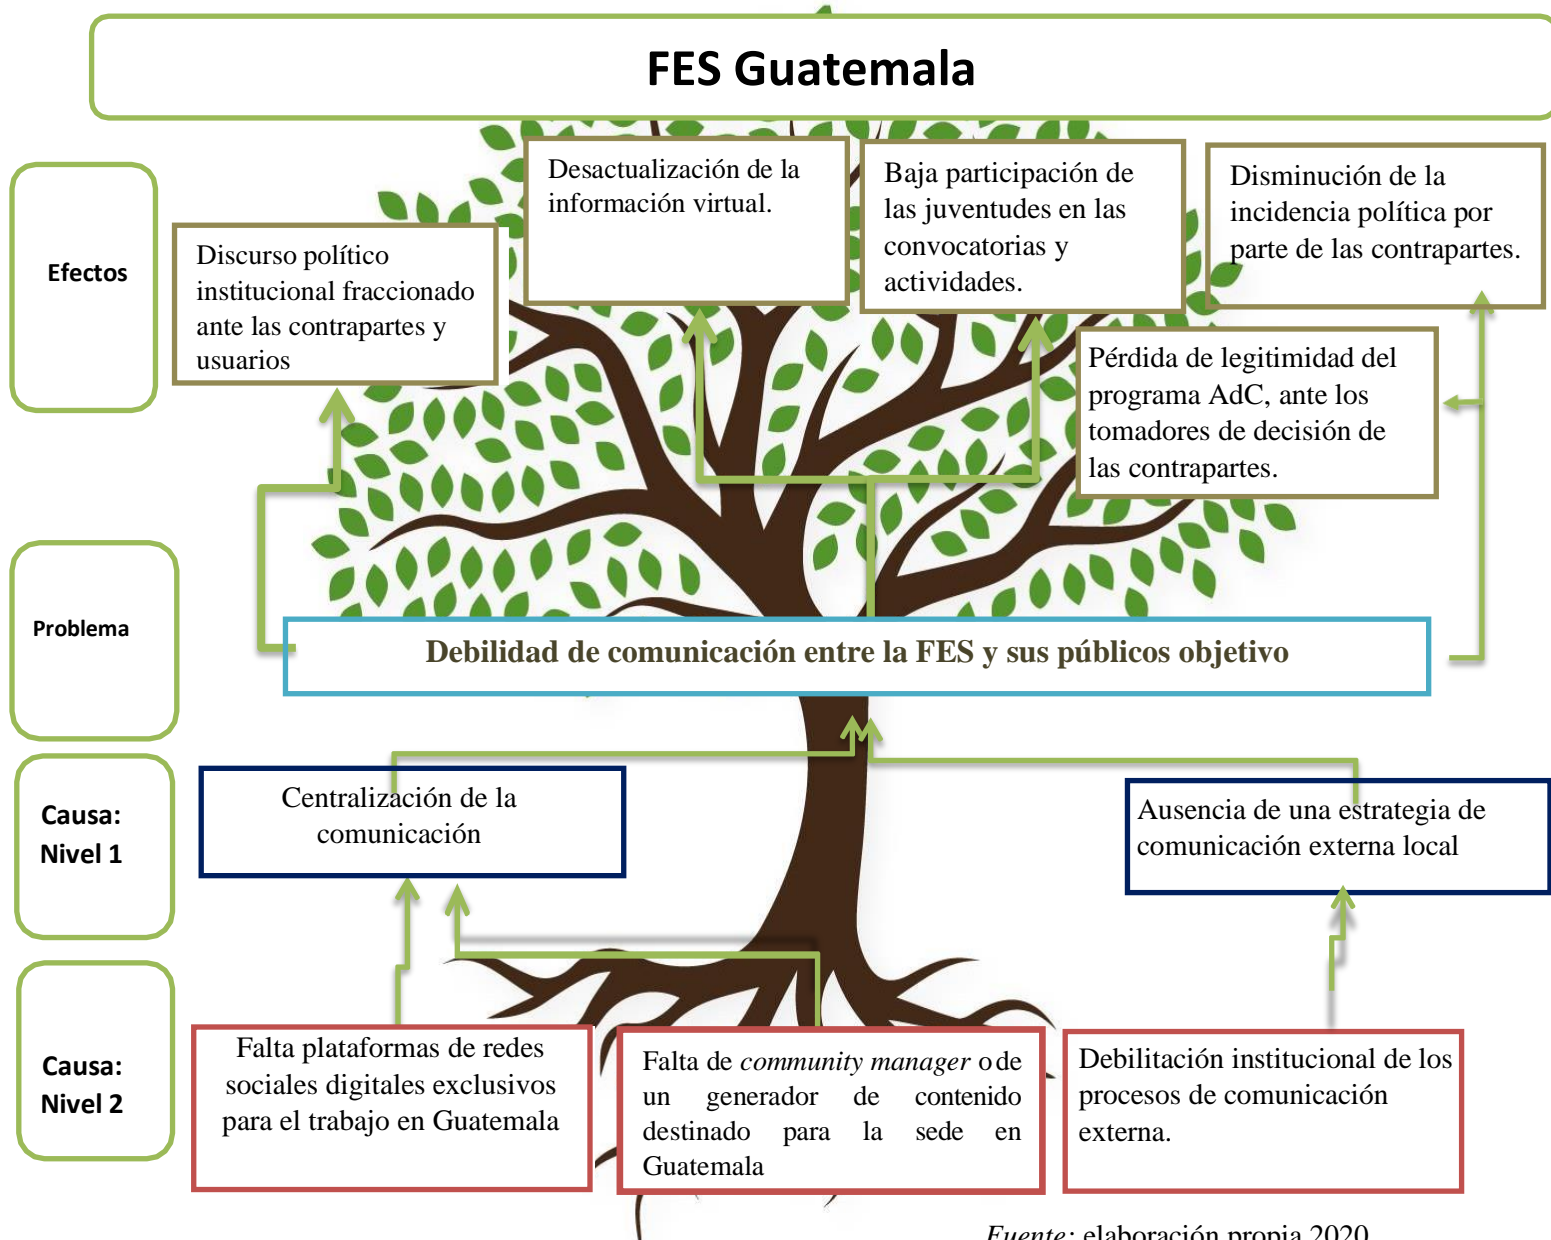 FES Guatemala
Efectos
Discurso político
institucional fraccionado
ante las contrapartes y
usuarios
Desactualización de la
información virtual.
Baja participación de
las juventudes en las
convocatorias y
actividades.
Disminución de la
incidencia política por
parte de las contrapartes.
Pérdida de legitimidad del
programa AdC, ante los
tomadores de decisión de
las contrapartes.
Problema
Debilidad de comunicación entre la FES y sus públicos objetivo
Causa:
Nivel 1
Centralización de la
comunicación
Ausencia de una estrategia de
comunicación externa local
Causa:
Nivel 2
Falta plataformas de redes
sociales digitales exclusivos
para el trabajo en Guatemala
Falta de community manager o de
un generador de contenido
destinado para la sede en
Guatemala
Debilitación institucional de los
procesos de comunicación
externa.
Fuente: elaboración propia 2020